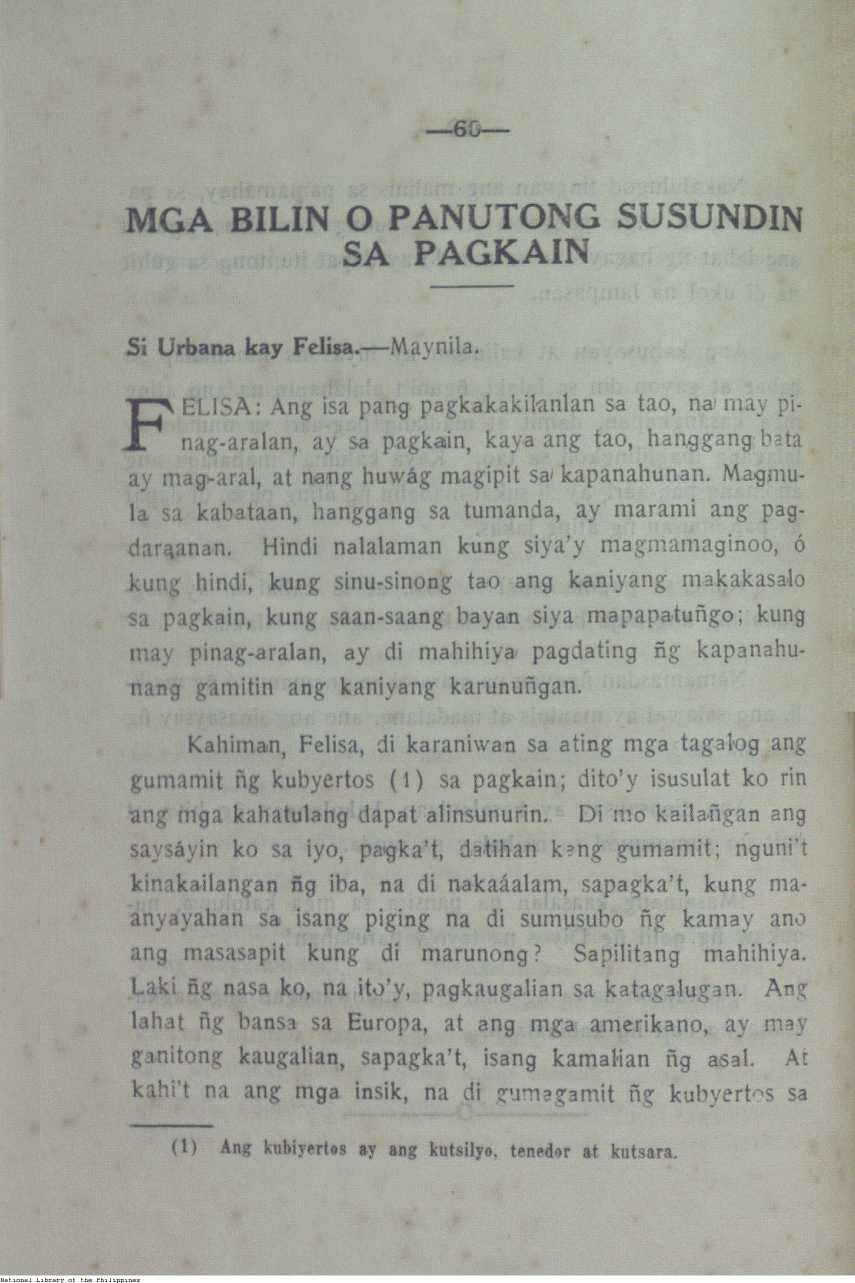 —60—
MGA BILIN O PANUTONG SUSUNDIN
SA PAGKAIN
Si Urbana kay Felisa.—Maynila.
FELISA: Ang isa pang pagkakakilanlan sa tao, na may pi-
nag-aralan, ay sa pagkain, kaya ang tao, hanggang bata
ay mag-aral, at nang huwág magipit sa kapanahunan. Magmu-
la sa kabataan, hanggang sa tumanda, ay marami ang pag-
daraanan. Hindi nalalaman kung siya'y magmamaginoo, ó
kung hindi, kung sinu-sinong tao ang kaniyang makakasalo
sa pagkain, kung saan-saang bayan siya mapapatuñgo; kung
may pinag-aralan, ay di mahihiya pagdating ñg kapanahu-
nang gamitin ang kaniyang karunuñgan.
Kahiman, Felisa, di karaniwan sa ating mga tagalog ang
gumamit ñg kubyertos (1) sa pagkain; dito'y isusulat ko rin
ang mga kahatulang dapat alinsunurin. Di mo kailañgan ang
saysáyin ko sa iyo, pagka't, datihan kang gumamit; nguni't
kinakailangan ñg iba, na di nakaáalam, sapagka't, kung ma-
anyayahan sa isang piging na di sumusubo ñg kamay ano
ang masasapit kung di marunong? Sapilitang mahihiya.
Laki ñg nasa ko, na ito'y, pagkaugalian sa katagalugan. Ang
lahat ñg bansa sa Europa, at ang mga amerikano, ay may
ganitong kaugalian, sapagka't, isang kamalian ñg asal. At
kahi't na ang mga insik, na di gumagamit ñg kubyertos sa
(1) Ang kubiyertos ay ang kutsilyo, tenedor at kutsara.
National Library of the Philippines